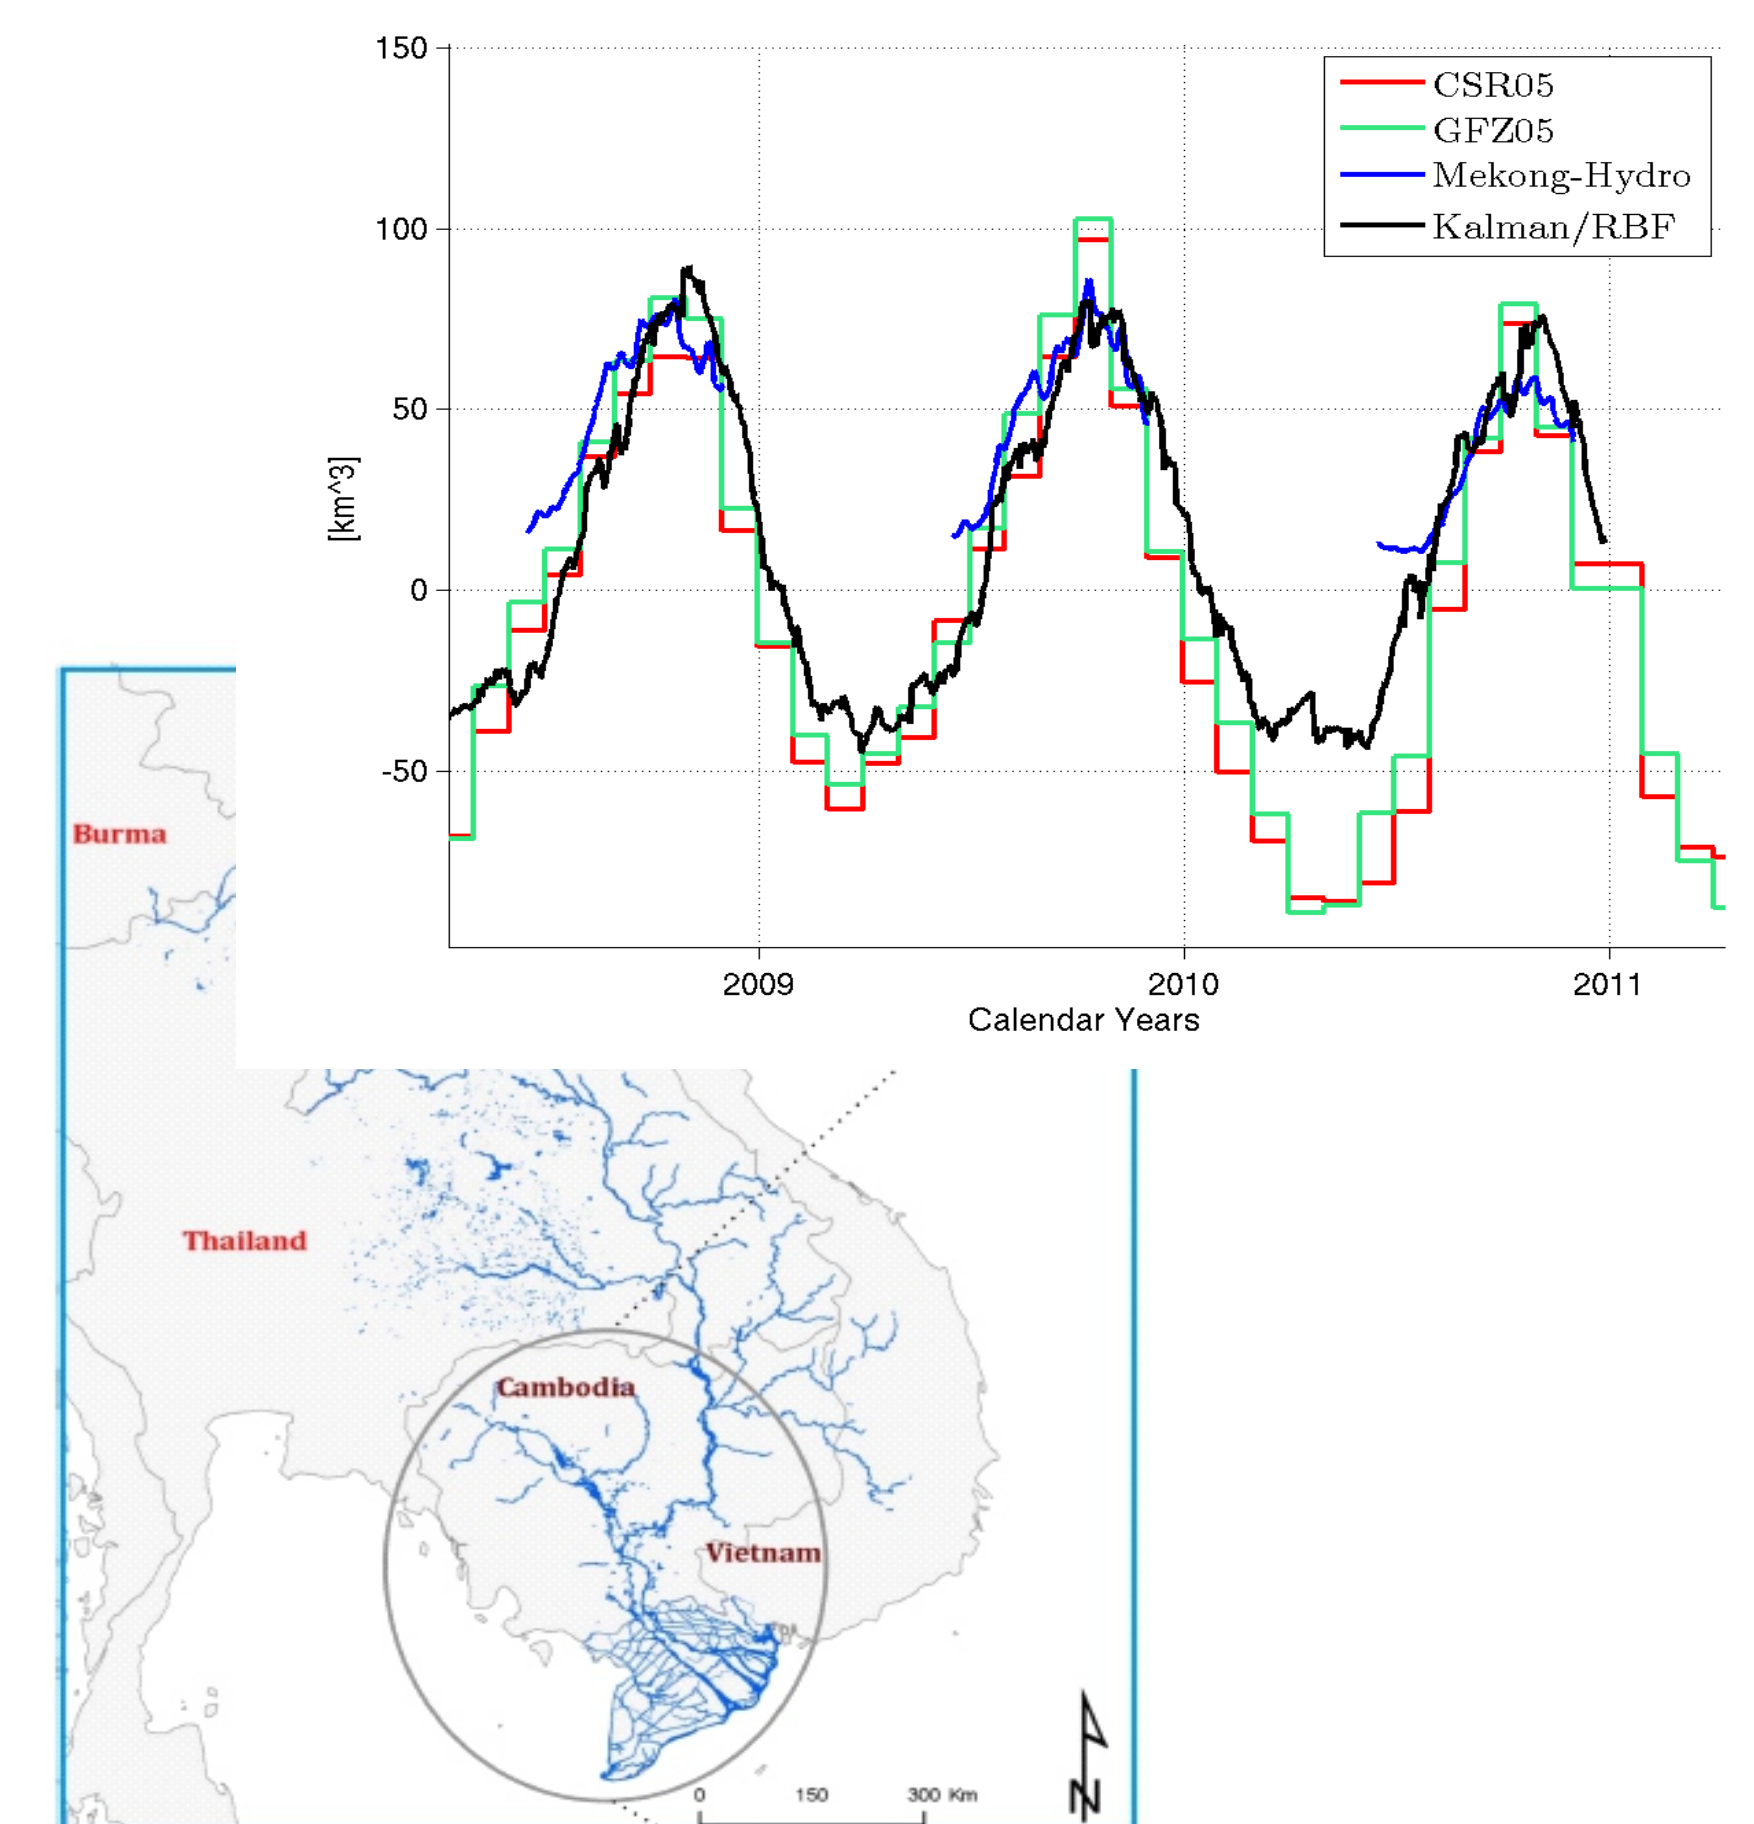 150
100
50
0
-50
[km^3]
CSR05
GFZ05
Mekong-Hydro
Kalman/RBF
2009 2010 2011
Calendar Years
Burma
Thailand
Cambodia
Vietnam
0 150 300 Km
N